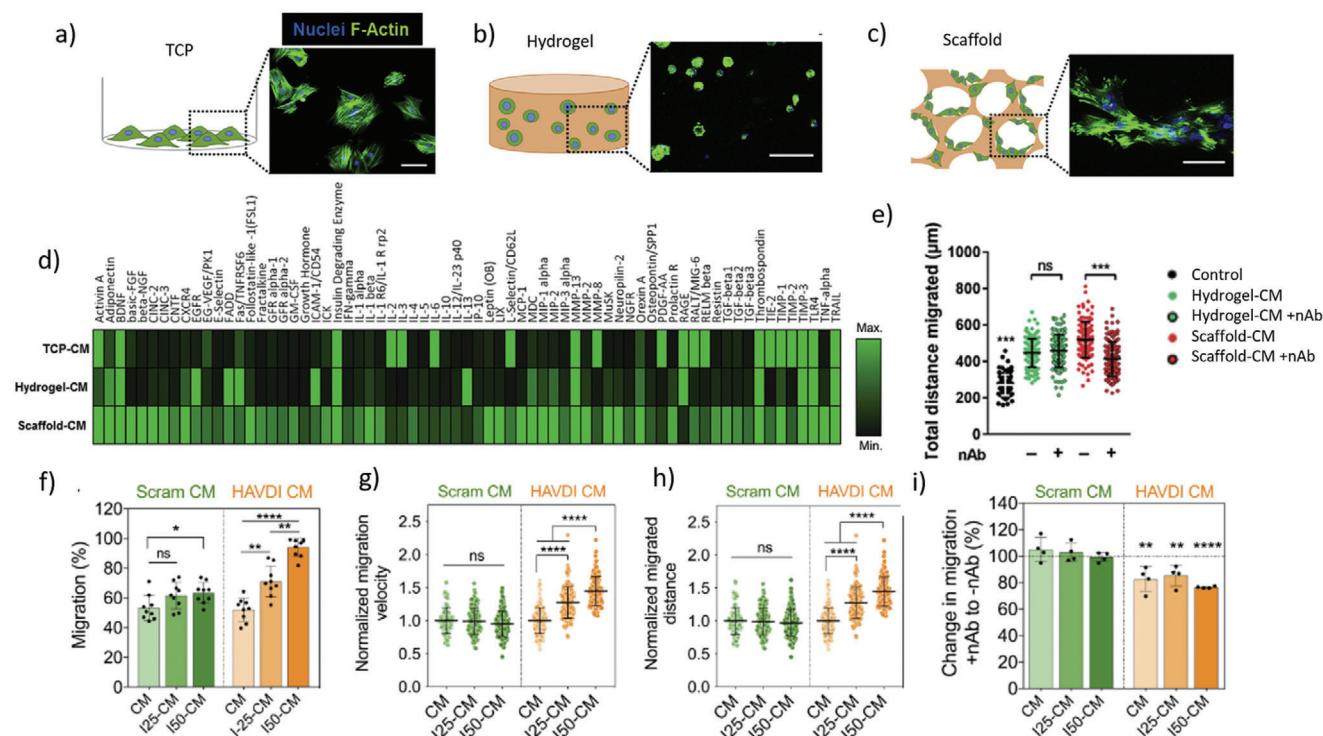 a)
TCP
Nuclei F-Actin
b)
Hydrogel
c)
Scaffold
d)
Activin A
Adiponectin
BDNF
basic-FGF
beta-NGF
CINC-2
CINC-3
CNTF
CXCR4
EGFR
EG-VEGF/PK1
E-Selectin
FADD
Fas/TNFRSF6
Follostatin-like -1(FSL1)
Fractalkine
GFR alpha-1
GFR alpha-2
GM-CSF
Growth Hormone
ICAM-1/CD54
ICK
Insulin Degrading Enzyme
IFN-gamma
IL-1 alpha
IL-1 beta
IL-1 R6/IL-1 R rp2
IL-2
IL-3
IL-4
IL-5
IL-6
IL-10
IL-12/IL-23 p40
IL-13
IP-10
Leptin (OB)
LIX
L-Selectin/CD62L
MCP-1
MDC
MIP-1 alpha
MIP-2
MIP-3 alpha
MMP-13
MMP-2
MMP-8
MuSK
Neuropilin-2
NGFR
Orexin A
Osteopontin/SPP1
PDGF-AA
Prolactin R
RAGE
RALT/MIG-6
RELM beta
Resistin
TGF-beta1
TGF-beta2
TGF-beta3
Thrombospondin
TIE-2
TIMP-1
TIMP-2
TIMP-3
TLR4
TNF alpha
TRAIL
TCP-CM
Hydrogel-CM
Scaffold-CM
Max.
Min.
e)
Total distance migrated (μm)
1000
800
600
400
200
0
***
ns
***
nAb
− + − +
Control
Hydrogel-CM
Hydrogel-CM +nAb
Scaffold-CM
Scaffold-CM +nAb
f)
Scram CM
HAVDI CM
Migration (%)
120
100
80
60
40
20
0
*
ns
****
**
**
CM
I25-CM
I50-CM
CM
I-25-CM
I50-CM
g)
Scram CM
HAVDI CM
Normalized migration
velocity
2.5
2.0
1.5
1.0
0.5
0.0
ns
****
****
CM
I25-CM
I50-CM
CM
I25-CM
I50-CM
h)
Scram CM
HAVDI CM
Normalized migrated
distance
2.5
2.0
1.5
1.0
0.5
0.0
ns
****
****
CM
I25-CM
I50-CM
CM
I25-CM
I50-CM
i)
Scram CM
HAVDI CM
Change in migration
+nAb to -nAb (%)
140
120
100
80
60
40
20
0
**
**
****
CM
I25-CM
I50-CM
CM
I25-CM
I50-CM